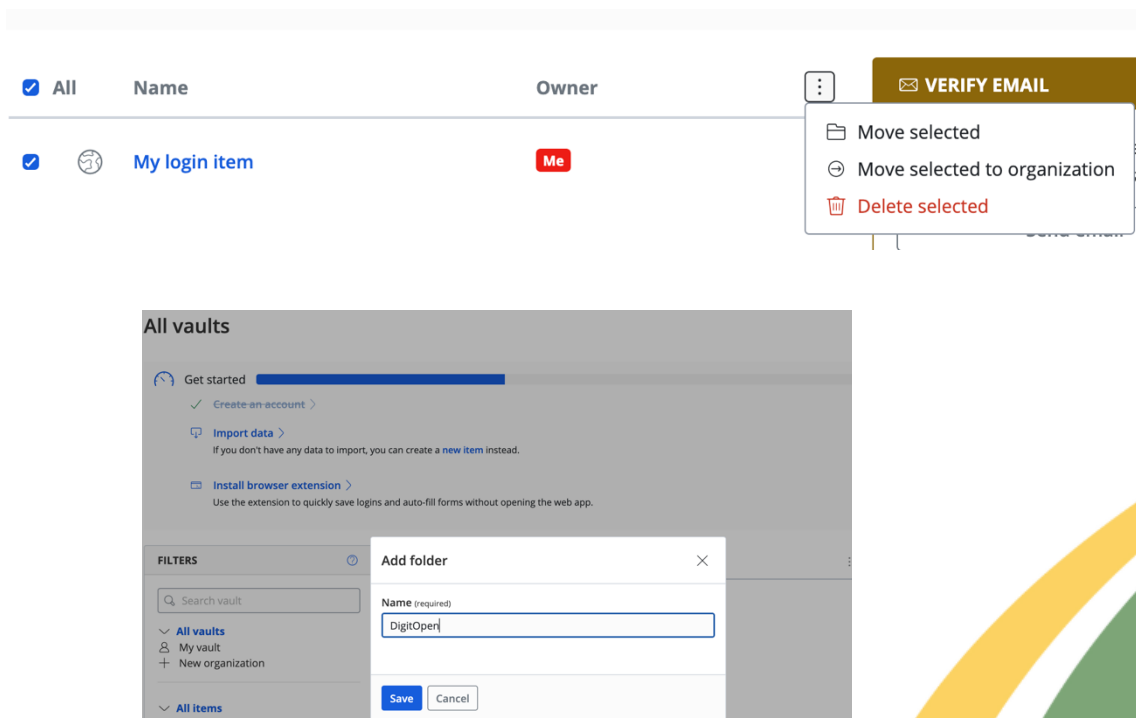 All Name Owner VERIFY EMAIL
Move selected
My login item Me Move selected to organization
Delete selected
All vaults
Get started
Create an account
Import data
If you don't have any data to import, you can create a new item instead.
Install browser extension
Use the extension to quickly save logins and auto-fill forms without opening the web app.
FILTERS
Search vault
All vaults
My vault
New organization
All items
Add folder
Name (required)
DigitOpen
Save Cancel